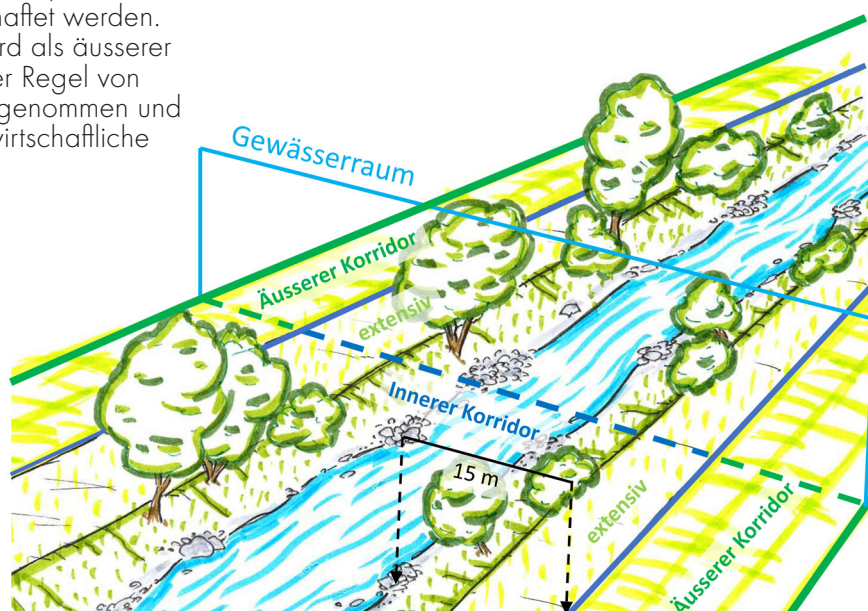 haftet werden.
rd als äusserer
er Regel von
genommen und
wirtschaftliche
Gewässerraum
Äusserer Korridor
extensiv
Innerer Korridor
15 m
extensiv
Äusserer Korridor